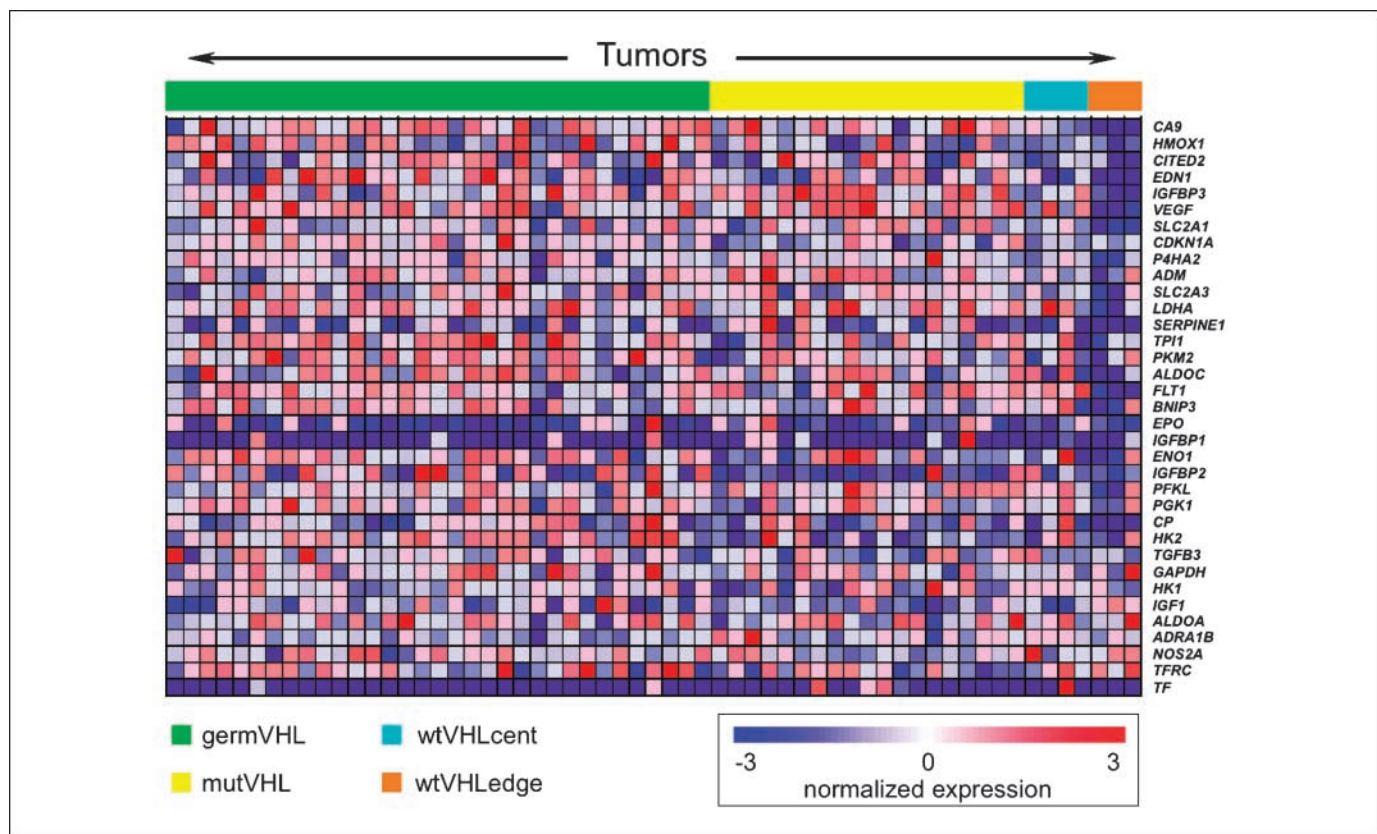 Tumors
CA9
HMOX1
CITED2
EDN1
IGFBP3
VEGF
SLC2A1
CDKN1A
P4HA2
ADM
SLC2A3
LDHA
SERPINE1
TPI1
PKM2
ALDOC
FLT1
BNIP3
EPO
IGFBP1
ENO1
IGFBP2
PFKL
PGK1
CP
HK2
TGFB3
GAPDH
HK1
IGF1
ALDOA
ADRA1B
NOS2A
TFRC
TF
germVHL
wtVHLcent
mutVHL
wtVHLedge
-3 0 3
normalized expression